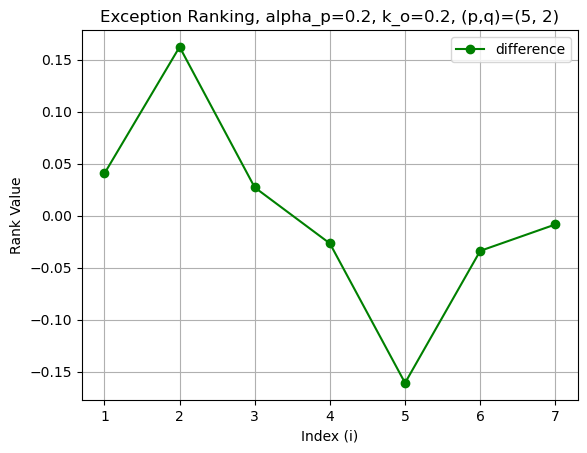 Exception Ranking, alpha_p=0.2, k_o=0.2, (p,q)=(5, 2)
difference
0.15
0.10
0.05
0.00
−0.05
−0.10
−0.15
Rank Value
1 2 3 4 5 6 7
Index (i)